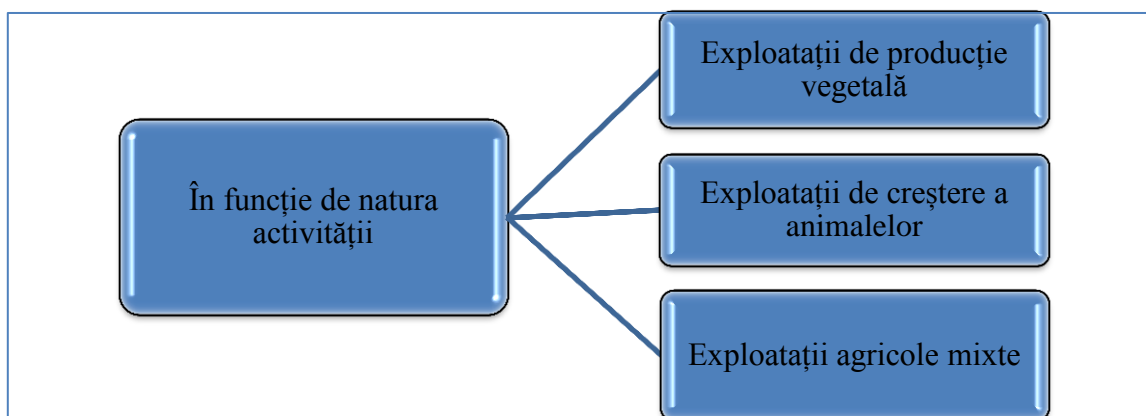 În funcție de natura
activității
Exploatații de producție
vegetală
Exploatații de creștere a
animalelor
Exploatații agricole mixte